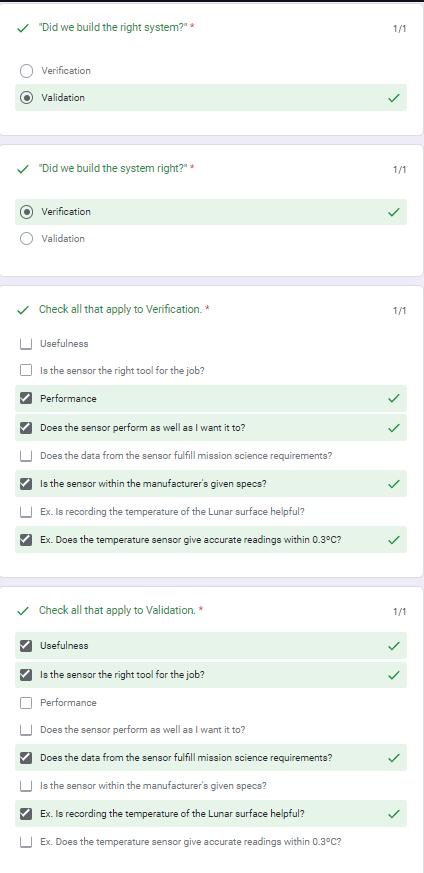 "Did we build the right system?" * 1/1
Verification
Validation
"Did we build the system right?" * 1/1
Verification
Validation
Check all that apply to Verification. * 1/1
Usefulness
Is the sensor the right tool for the job?
Performance
Does the sensor perform as well as I want it to?
Does the data from the sensor fulfill mission science requirements?
Is the sensor within the manufacturer's given specs?
Ex. Is recording the temperature of the Lunar surface helpful?
Ex. Does the temperature sensor give accurate readings within 0.3ºC?
Check all that apply to Validation. * 1/1
Usefulness
Is the sensor the right tool for the job?
Performance
Does the sensor perform as well as I want it to?
Does the data from the sensor fulfill mission science requirements?
Is the sensor within the manufacturer's given specs?
Ex. Is recording the temperature of the Lunar surface helpful?
Ex. Does the temperature sensor give accurate readings within 0.3ºC?